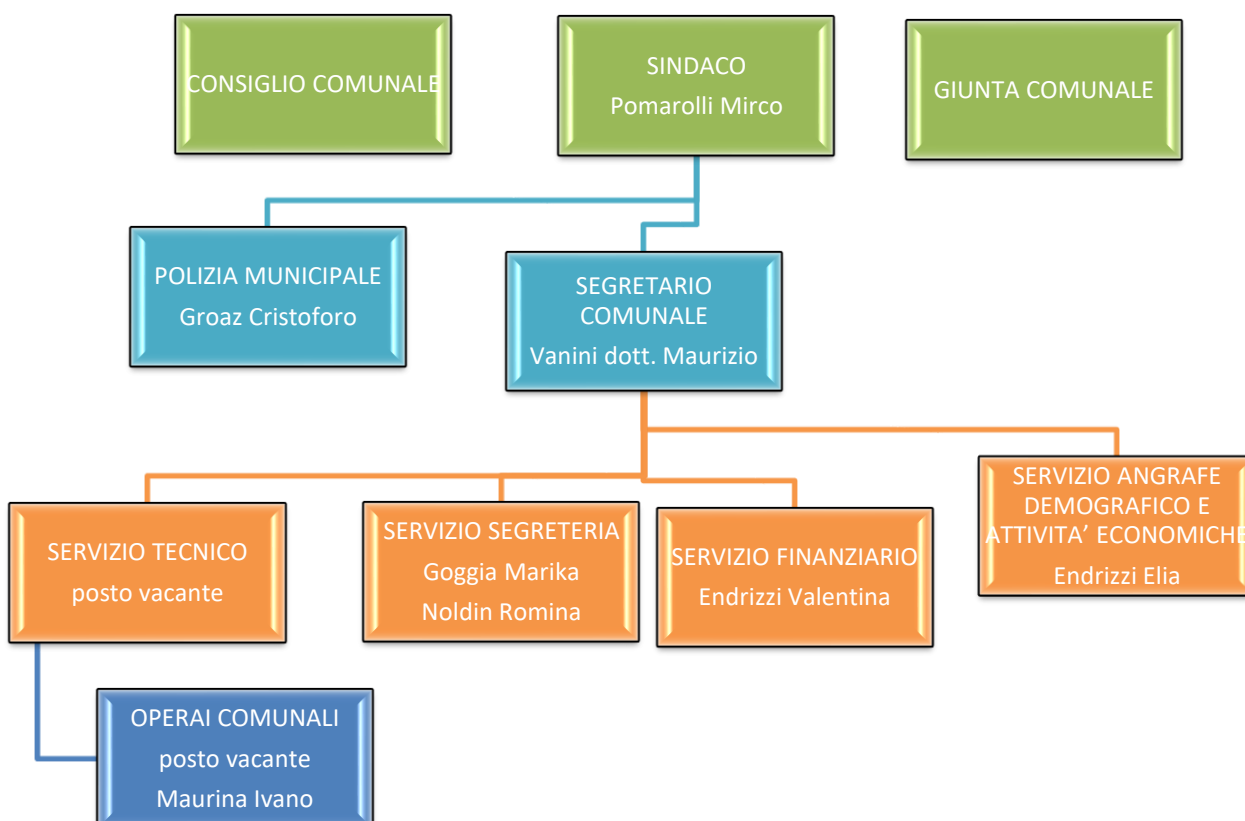 CONSIGLIO COMUNALE
SINDACO
Pomarolli Mirco
GIUNTA COMUNALE
POLIZIA MUNICIPALE
Groaz Cristoforo
SEGRETARIO
COMUNALE
Vanini dott. Maurizio
SERVIZIO TECNICO
posto vacante
SERVIZIO SEGRETERIA
Goggia Marika
Noldin Romina
SERVIZIO FINANZIARIO
Endrizzi Valentina
SERVIZIO ANGRAFE
DEMOGRAFICO E
ATTIVITA’ ECONOMICHE
Endrizzi Elia
OPERAI COMUNALI
posto vacante
Maurina Ivano